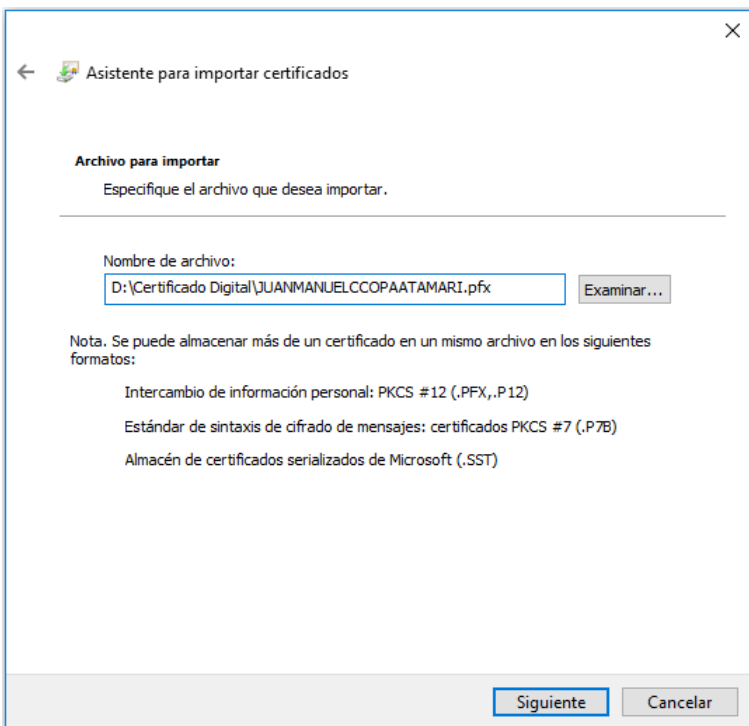 Asistente para importar certificados
Archivo para importar
Especifique el archivo que desea importar.
Nombre de archivo:
D:\Certificado Digital\JUANMANUELCCOPAATAMARI.pfx
Examinar...
Nota. Se puede almacenar más de un certificado en un mismo archivo en los siguientes
formatos:
Intercambio de información personal: PKCS #12 (.PFX,.P12)
Estándar de sintaxis de cifrado de mensajes: certificados PKCS #7 (.P7B)
Almacén de certificados serializados de Microsoft (.SST)
Siguiente
Cancelar